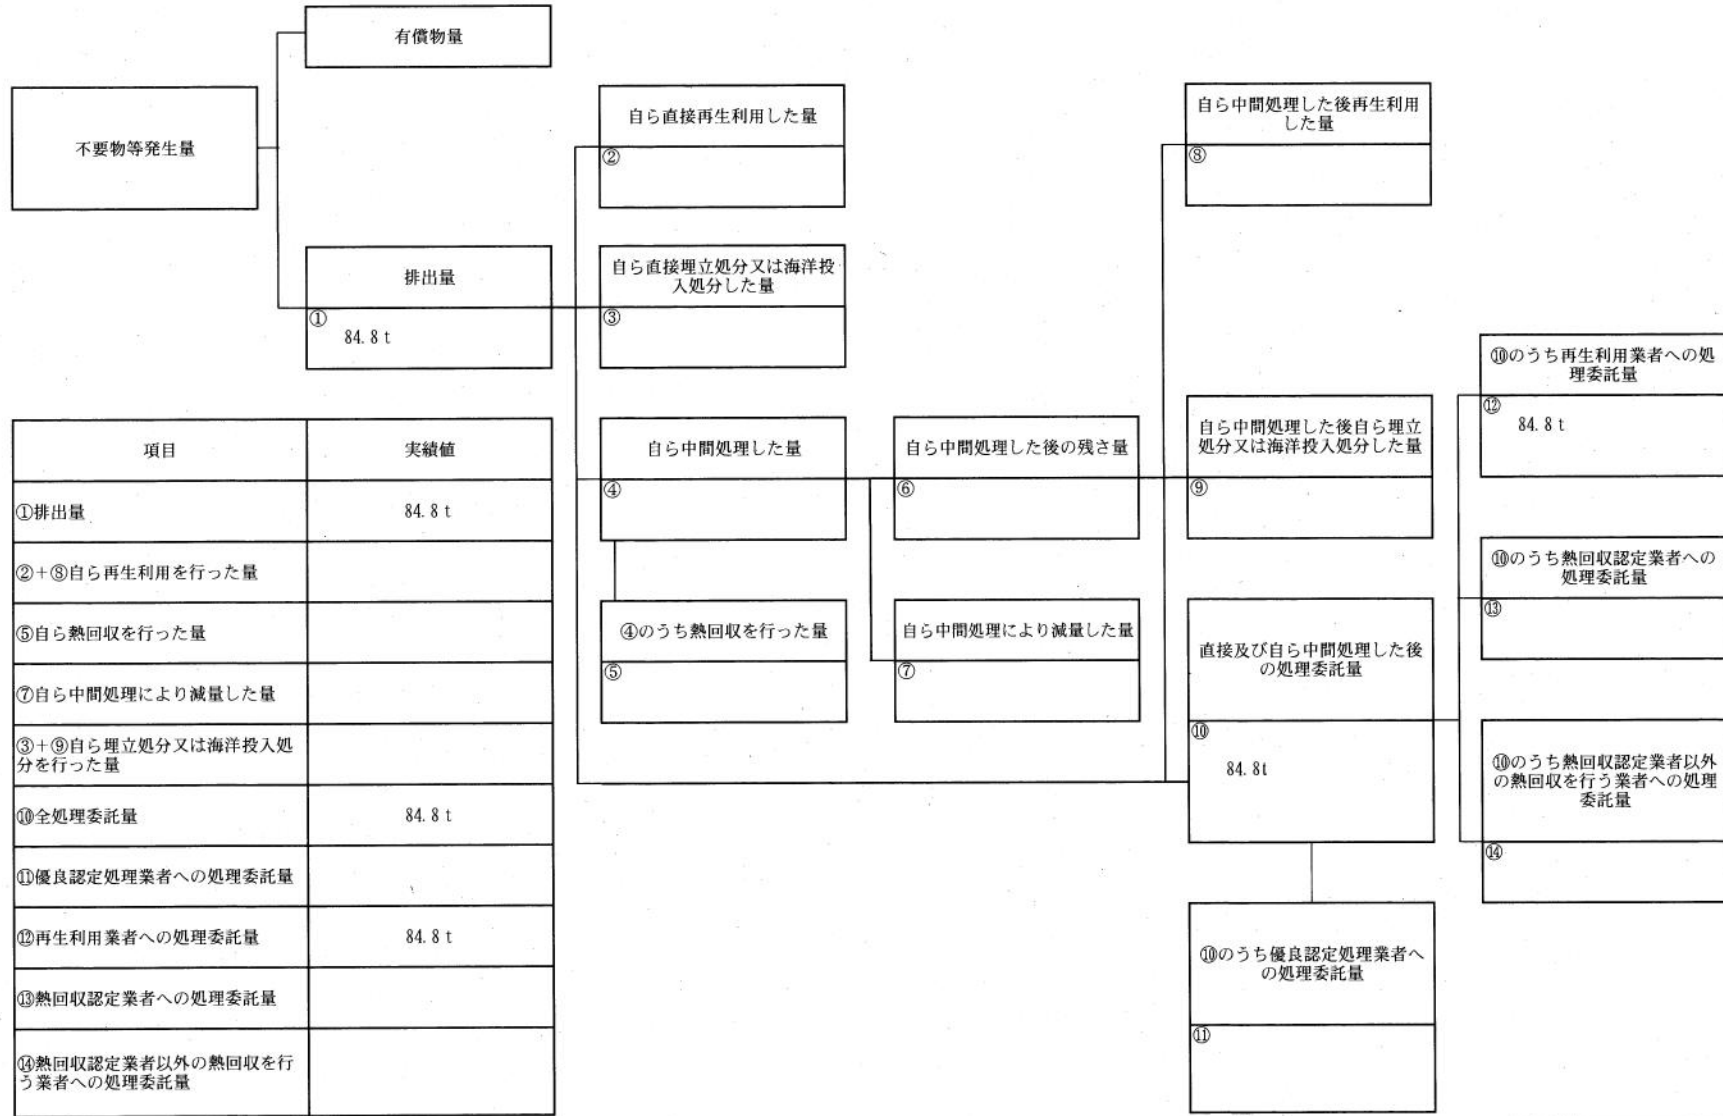 有償物量
不要物等発生量
自ら直接再生利用した量
②
自ら中間処理した後再生利用
した量
⑧
排出量
①
84.8 t
自ら直接埋立処分又は海洋投
入処分した量
③
⑩のうち再生利用業者への処
理委託量
⑫
84.8 t
自ら中間処理した量
④
自ら中間処理した後の残さ量
⑥
自ら中間処理した後自ら埋立
処分又は海洋投入処分した量
⑨
⑩のうち熱回収認定業者への
処理委託量
⑬
④のうち熱回収を行った量
⑤
自ら中間処理により減量した量
⑦
直接及び自ら中間処理した後
の処理委託量
⑩
84.8t
⑩のうち熱回収認定業者以外
の熱回収を行う業者への処理
委託量
⑭
⑩のうち優良認定処理業者へ
の処理委託量
⑪
項目 実績値
①排出量 84.8 t
②+⑧自ら再生利用を行った量
⑤自ら熱回収を行った量
⑦自ら中間処理により減量した量
③+⑨自ら埋立処分又は海洋投入処
分を行った量
⑩全処理委託量 84.8 t
⑪優良認定処理業者への処理委託量
⑫再生利用業者への処理委託量 84.8 t
⑬熱回収認定業者への処理委託量
⑭熱回収認定業者以外の熱回収を行
う業者への処理委託量